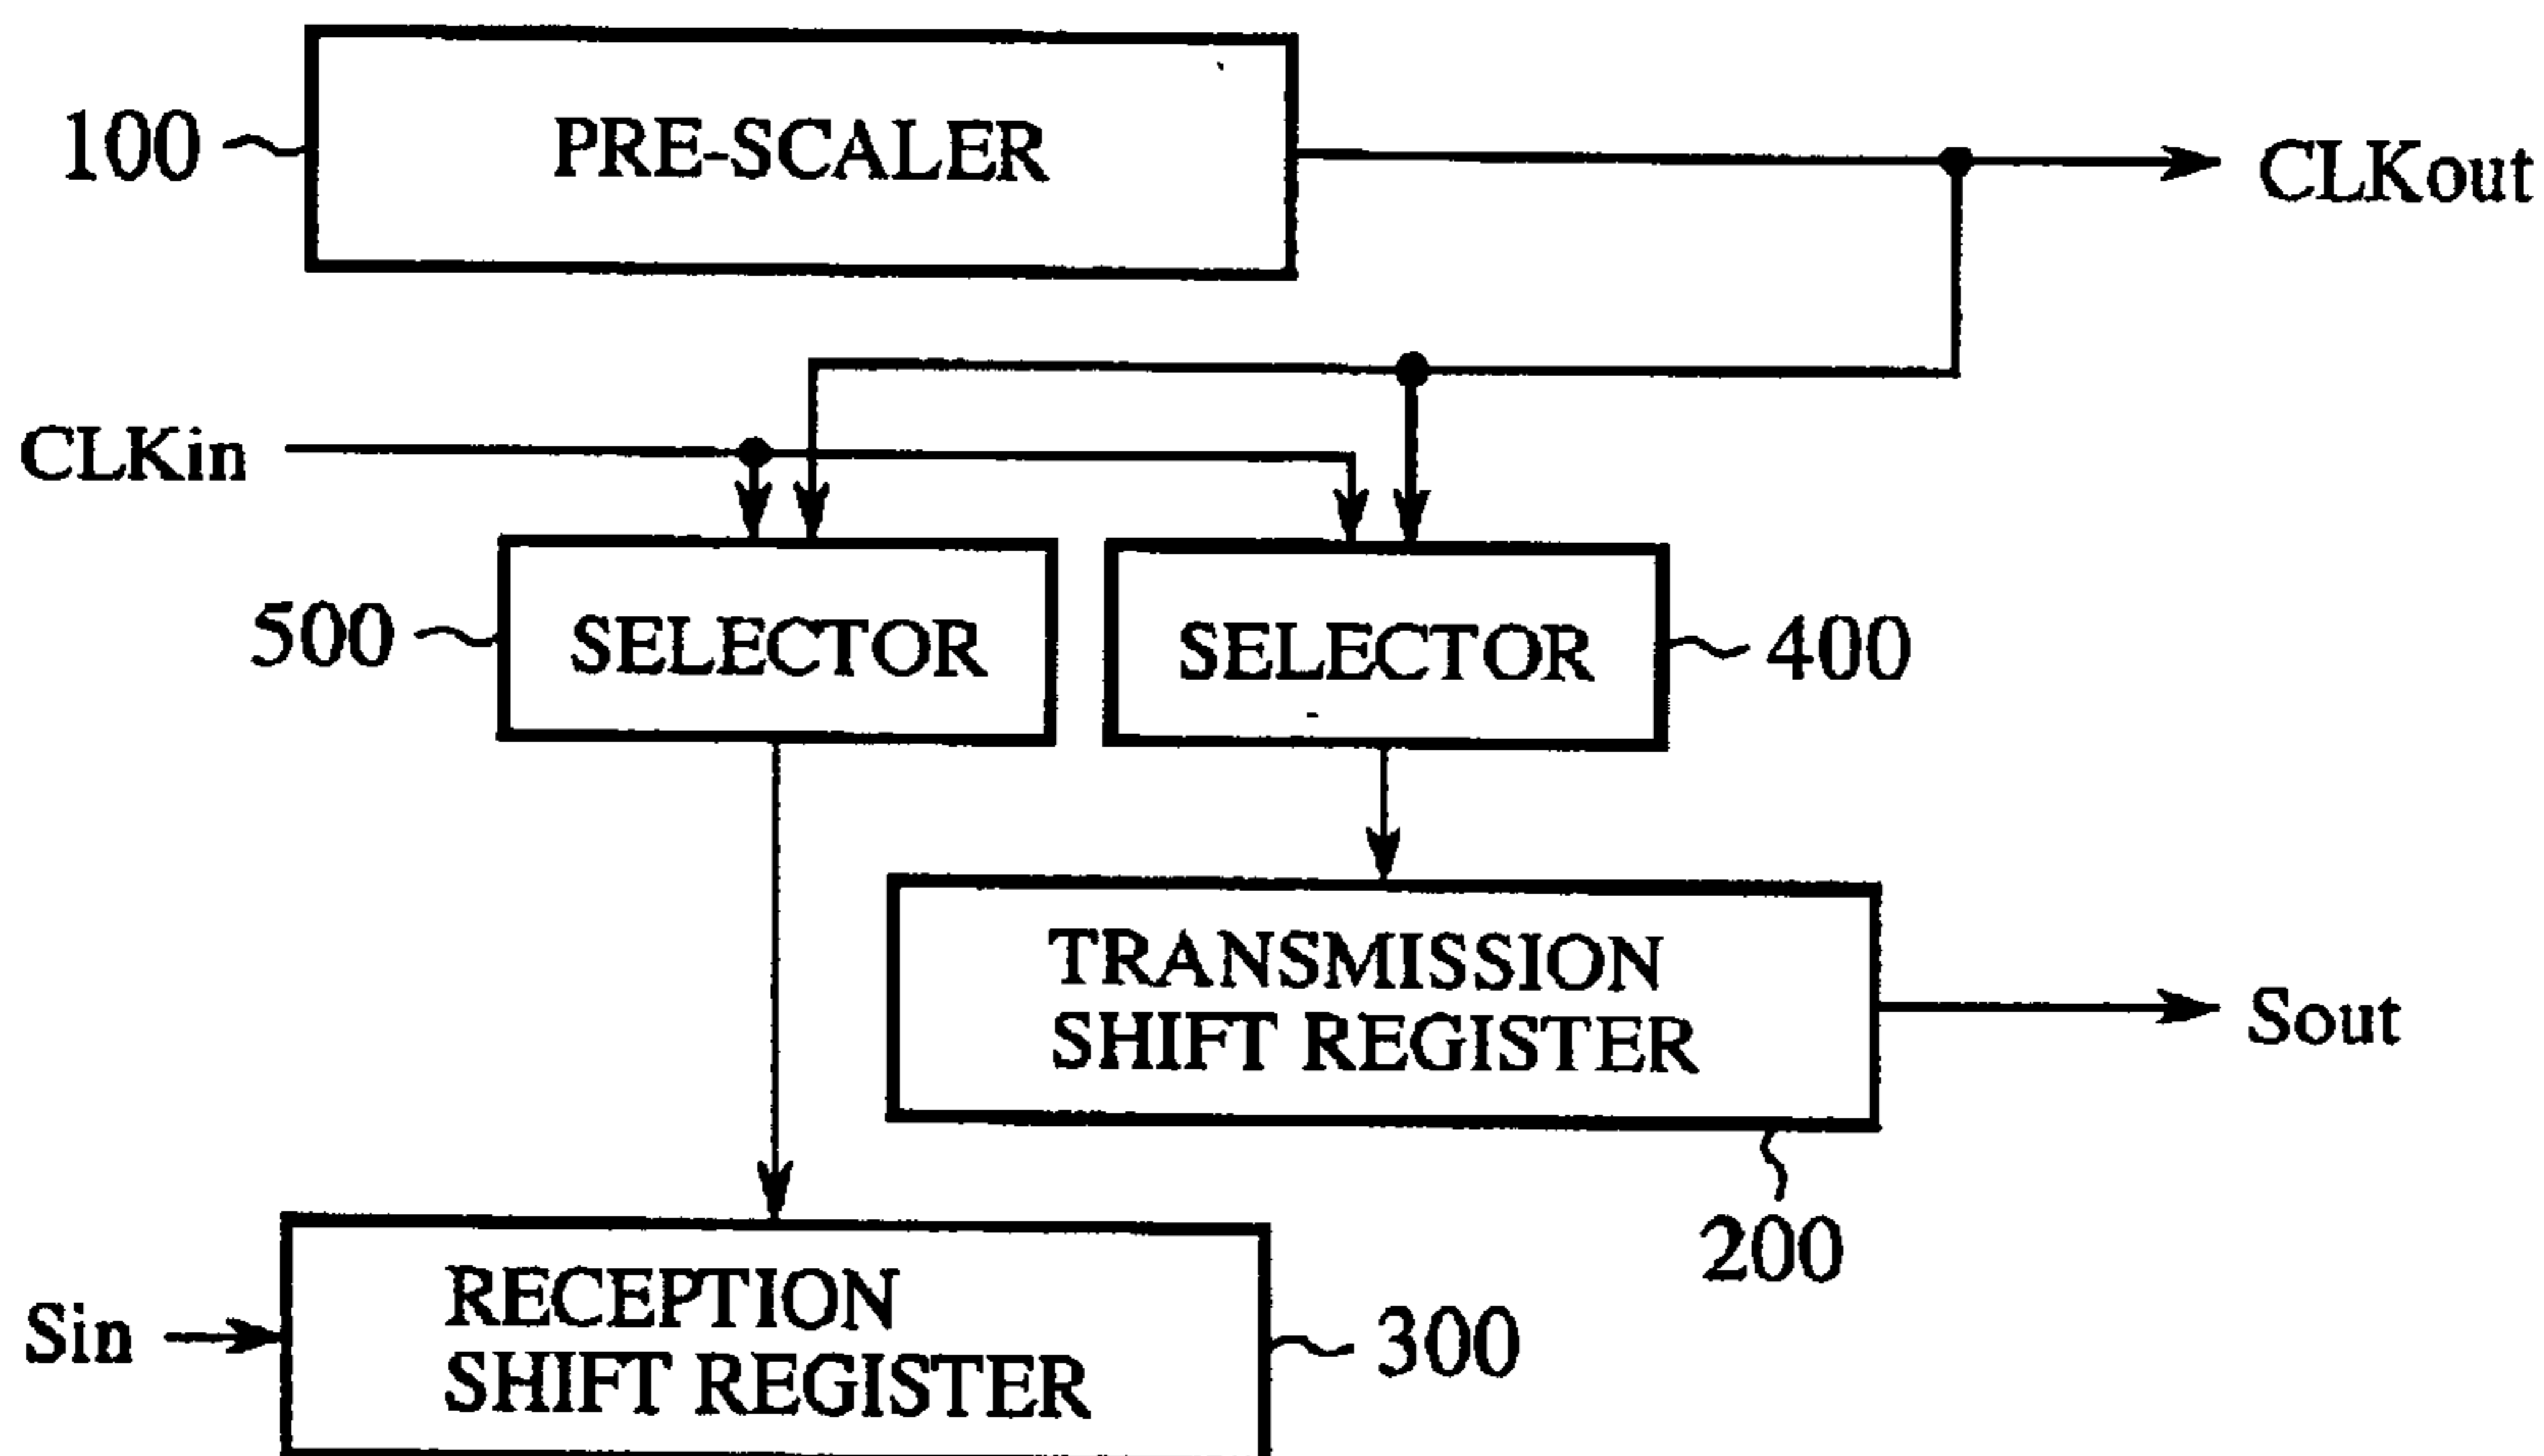 100
PRE-SCALER
CLKout
CLKin
500
SELECTOR
SELECTOR
400
TRANSMISSION
SHIFT REGISTER
Sout
200
Sin
RECEPTION
SHIFT REGISTER
300